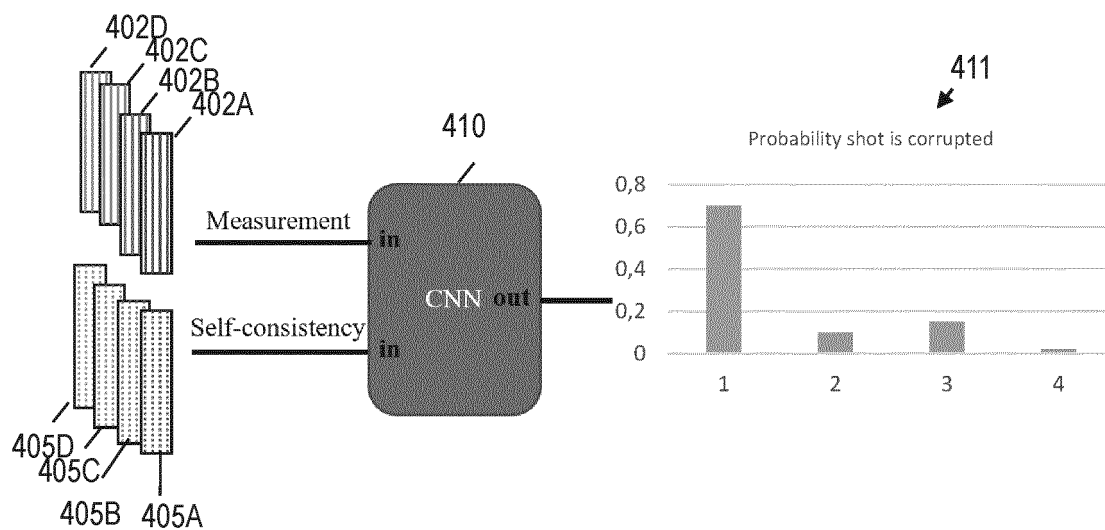 402D
402C
402B
402A
405D
405C
405B
405A
Measurement
Self-consistency
410
in
in
CNN
out
411
Probability shot is corrupted
0,8
0,6
0,4
0,2
0
1 2 3 4